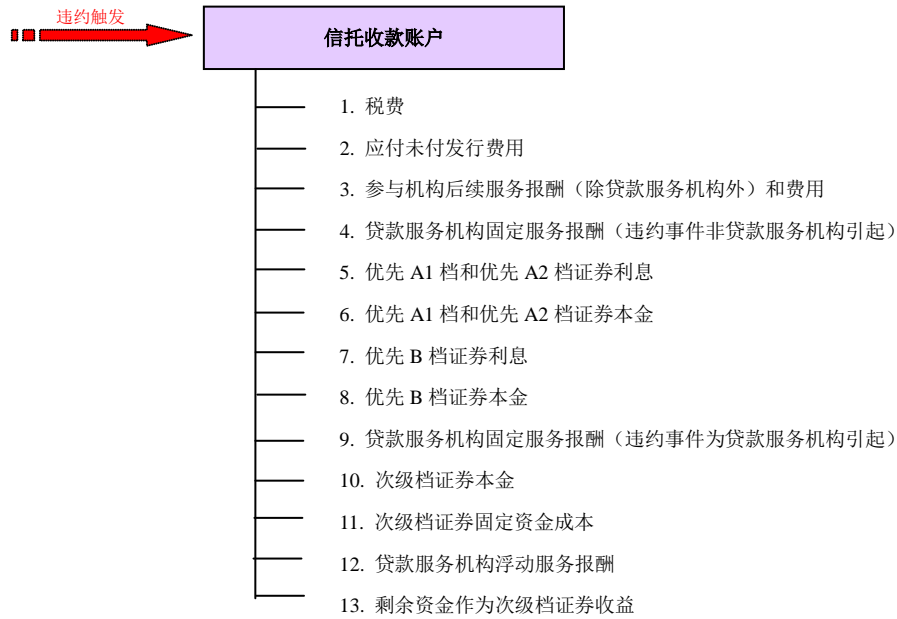 违约触发
信托收款账户
1. 税费
2. 应付未付发行费用
3. 参与机构后续服务报酬（除贷款服务机构外）和费用
4. 贷款服务机构固定服务报酬（违约事件非贷款服务机构引起）
5. 优先 A1 档和优先 A2 档证券利息
6. 优先 A1 档和优先 A2 档证券本金
7. 优先 B 档证券利息
8. 优先 B 档证券本金
9. 贷款服务机构固定服务报酬（违约事件为贷款服务机构引起）
10. 次级档证券本金
11. 次级档证券固定资金成本
12. 贷款服务机构浮动服务报酬
13. 剩余资金作为次级档证券收益